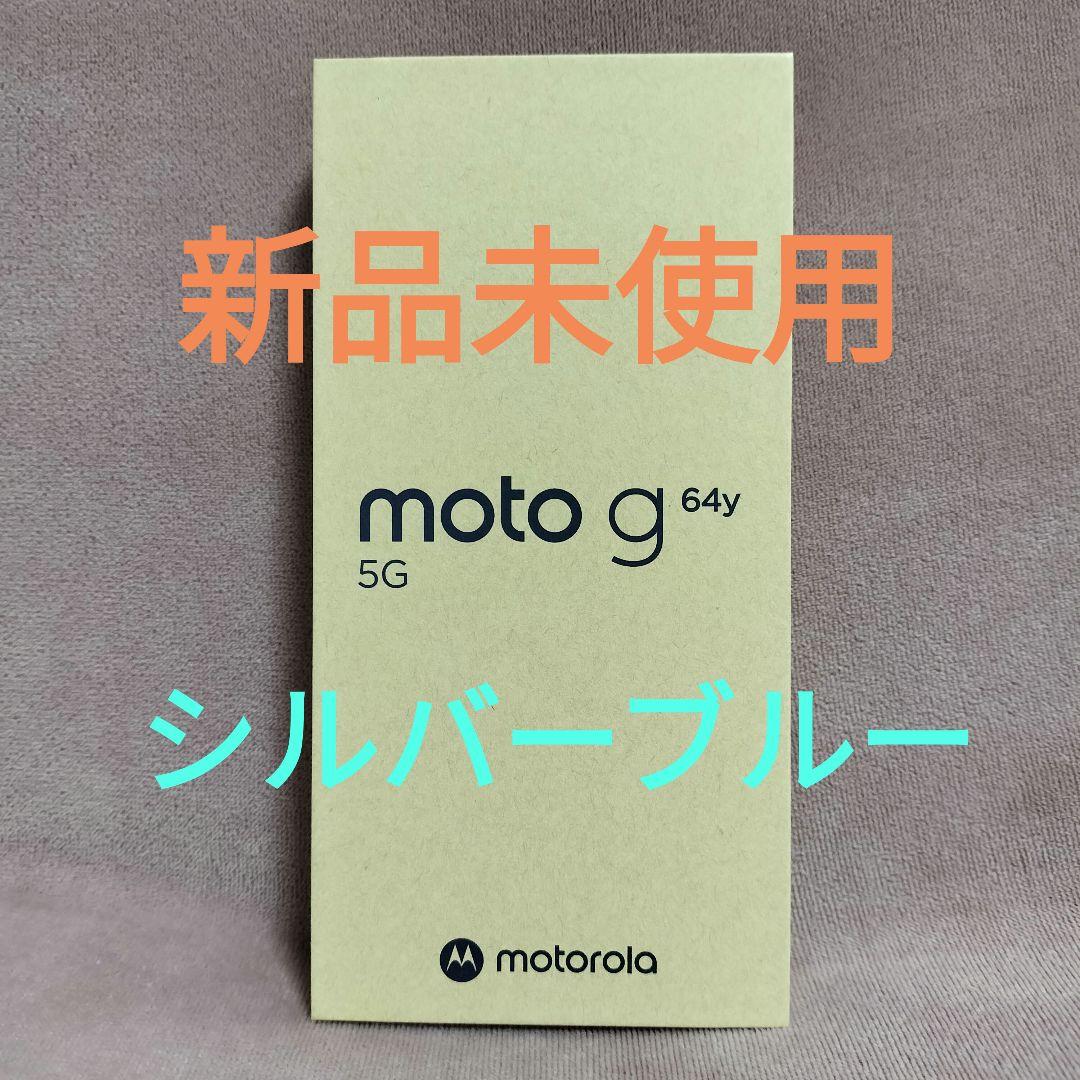 新品未使用
moto g 64y
5G
シルバーブルー
motorola